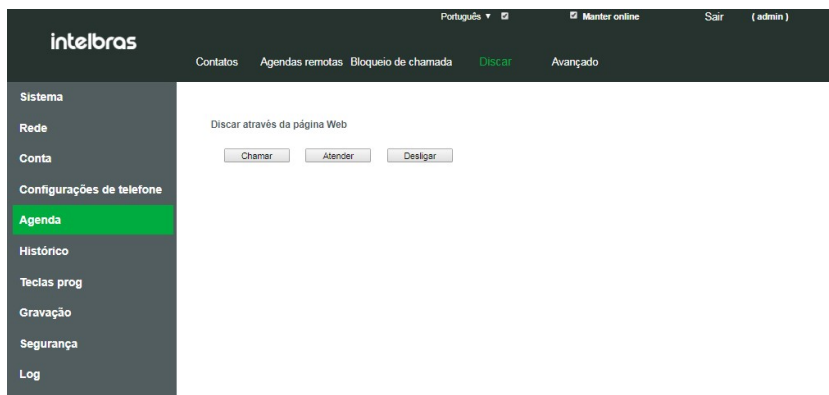 Português Manter online Sair ( admin )
intelbras
Contatos Agendas remotas Bloqueio de chamada Discar Avançado
Sistema
Rede
Conta
Configurações de telefone
Agenda
Histórico
Teclas prog
Gravação
Segurança
Log
Discar através da página Web
Chamar Atender Desligar